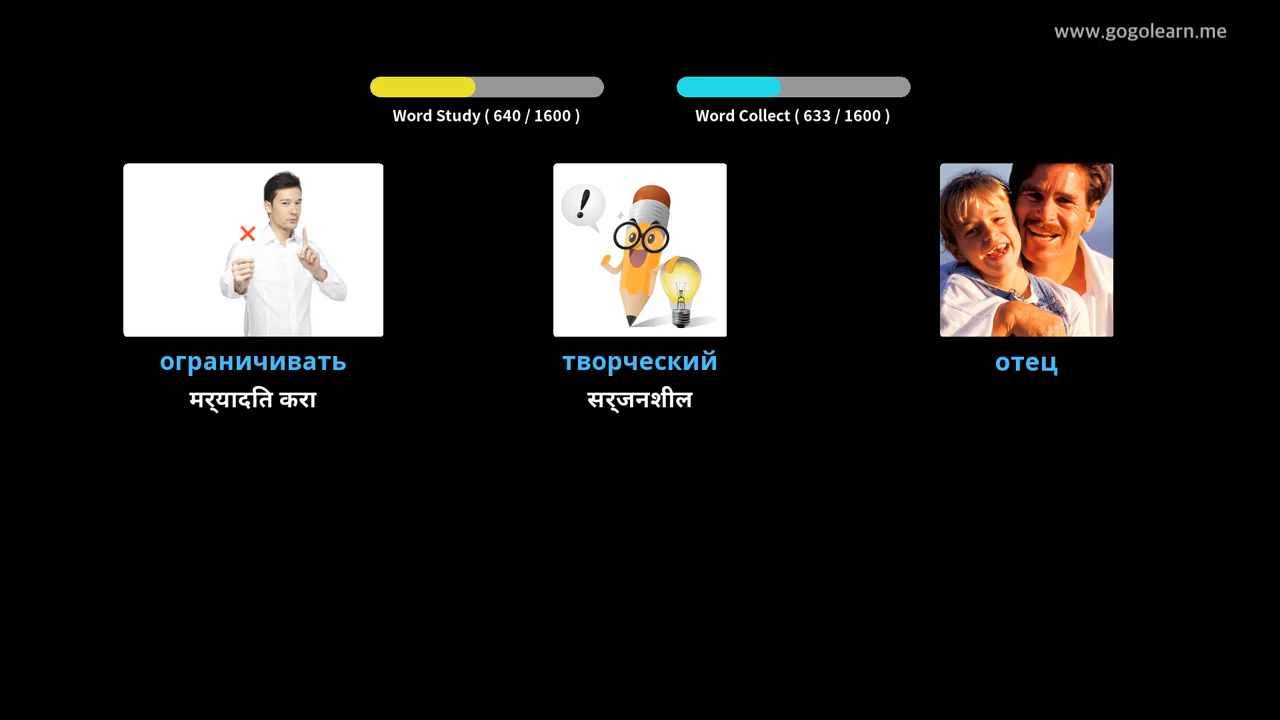 www.gogolearn.me
Word Study ( 640 / 1600 )
Word Collect ( 633 / 1600 )
ограничивать
मर्यादित करा
творческий
सर्जनशील
отец